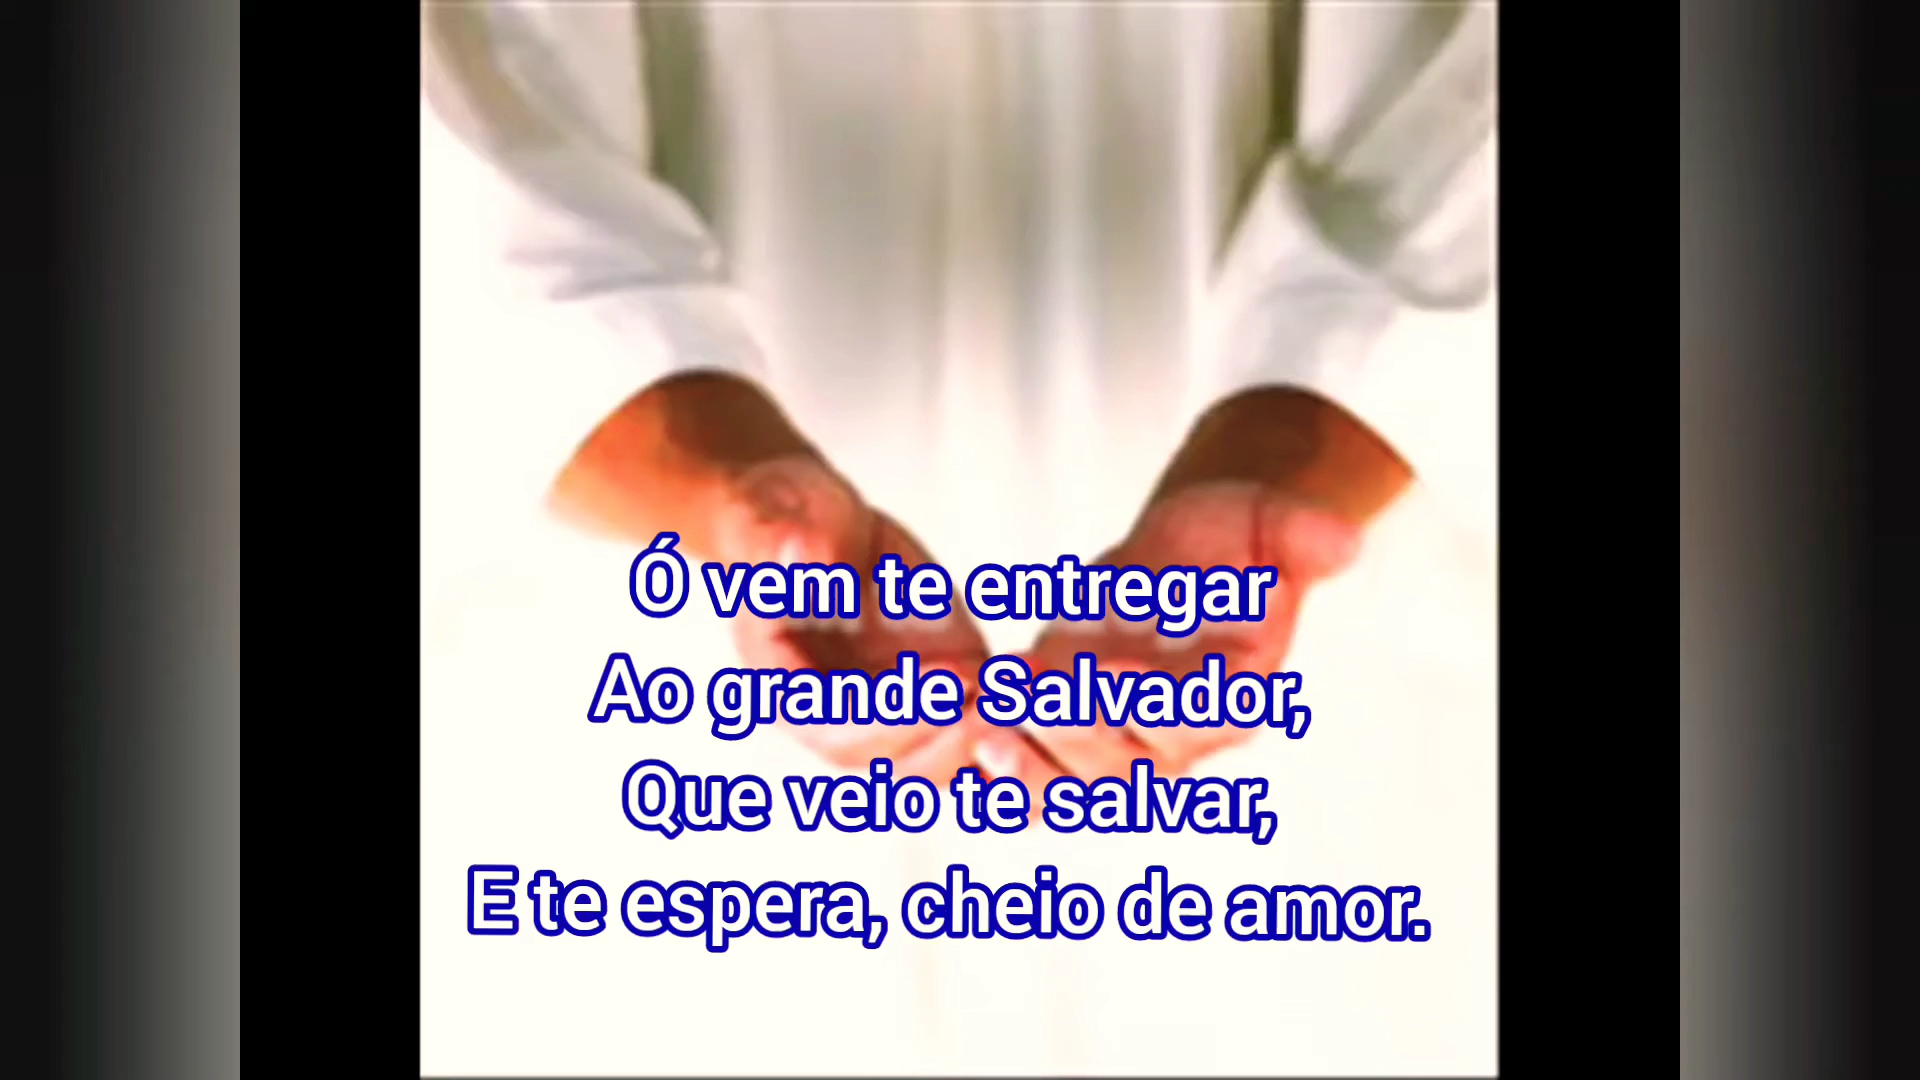 Ó vem te entregar
Ao grande Salvador,
Que veio te salvar,
E te espera, cheio de amor.